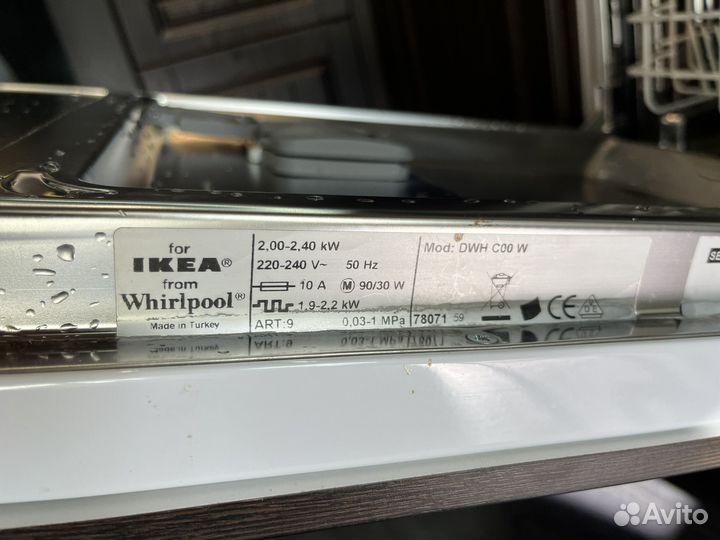 for
IKEA®
from
Whirlpool®
Made in Turkey
2,00-2,40 kW
220-240 V~ 50 Hz
10 A M 90/30 W
1,9-2,2 kW
ART:9 0,03-1 MPa
Mod: DWH C00 W
78071 59
CE
SE
Avito